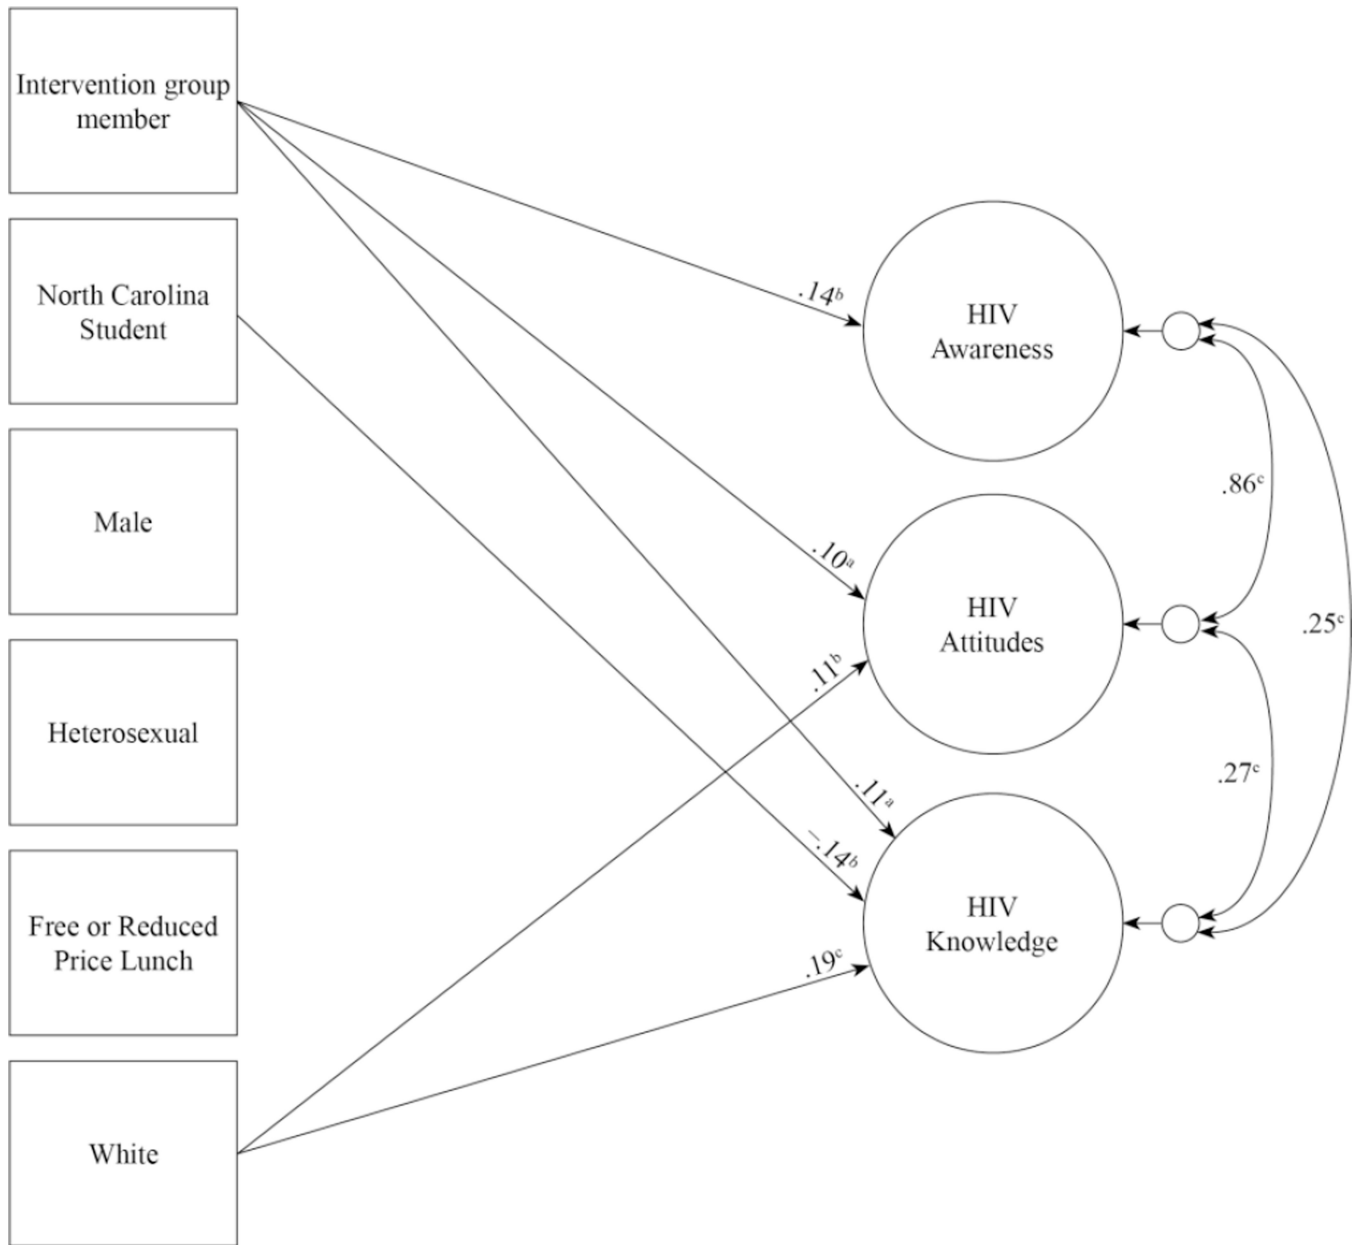 Intervention group
member
North Carolina
Student
Male
Heterosexual
Free or Reduced
Price Lunch
White
.14ᵇ
.10ᵃ
.11ᵇ
.11ᵃ
–.14ᵇ
.19ᶜ
HIV
Awareness
HIV
Attitudes
HIV
Knowledge
.86ᶜ
.25ᶜ
.27ᶜ